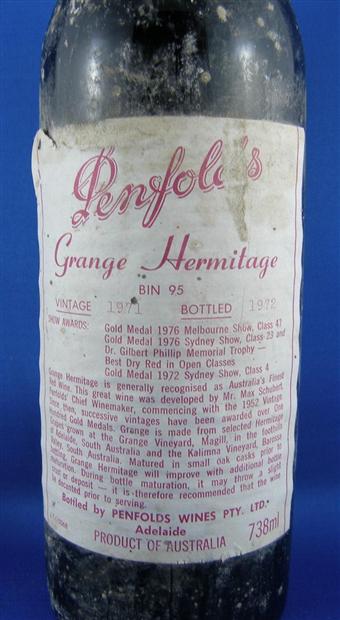 Penfold's
Grange Hermitage
BIN 95
VINTAGE 1971 BOTTLED 1972
SHOW AWARDS: Gold Medal 1976 Melbourne Show, Class 47
Gold Medal 1976 Sydney Show, Class 23 and
Dr. Gilbert Phillip Memorial Trophy —
Best Dry Red in Open Classes
Gold Medal 1972 Sydney Show, Class 4
Grange Hermitage is generally recognised as Australia's Finest
Red Wine. This great wine was developed by Mr. Max Schubert,
Penfolds' Chief Winemaker, commencing with the 1952 Vintage
Since then, successive vintages have been awarded over One
Hundred Gold Medals. Grange is made from selected Hermitage
Grapes grown at the Grange Vineyard, Magill, in the foothills
of Adelaide, South Australia and the Kalimna Vineyard, Barossa
Valley, South Australia. Matured in small oak casks prior to
bottling, Grange Hermitage will improve with additional bottle
maturation. During bottle maturation, it may throw a slight
crust or deposit — it is therefore recommended that the wine
be decanted prior to serving.
Bottled by PENFOLDS WINES PTY. LTD.
Adelaide
PRODUCT OF AUSTRALIA 738ml